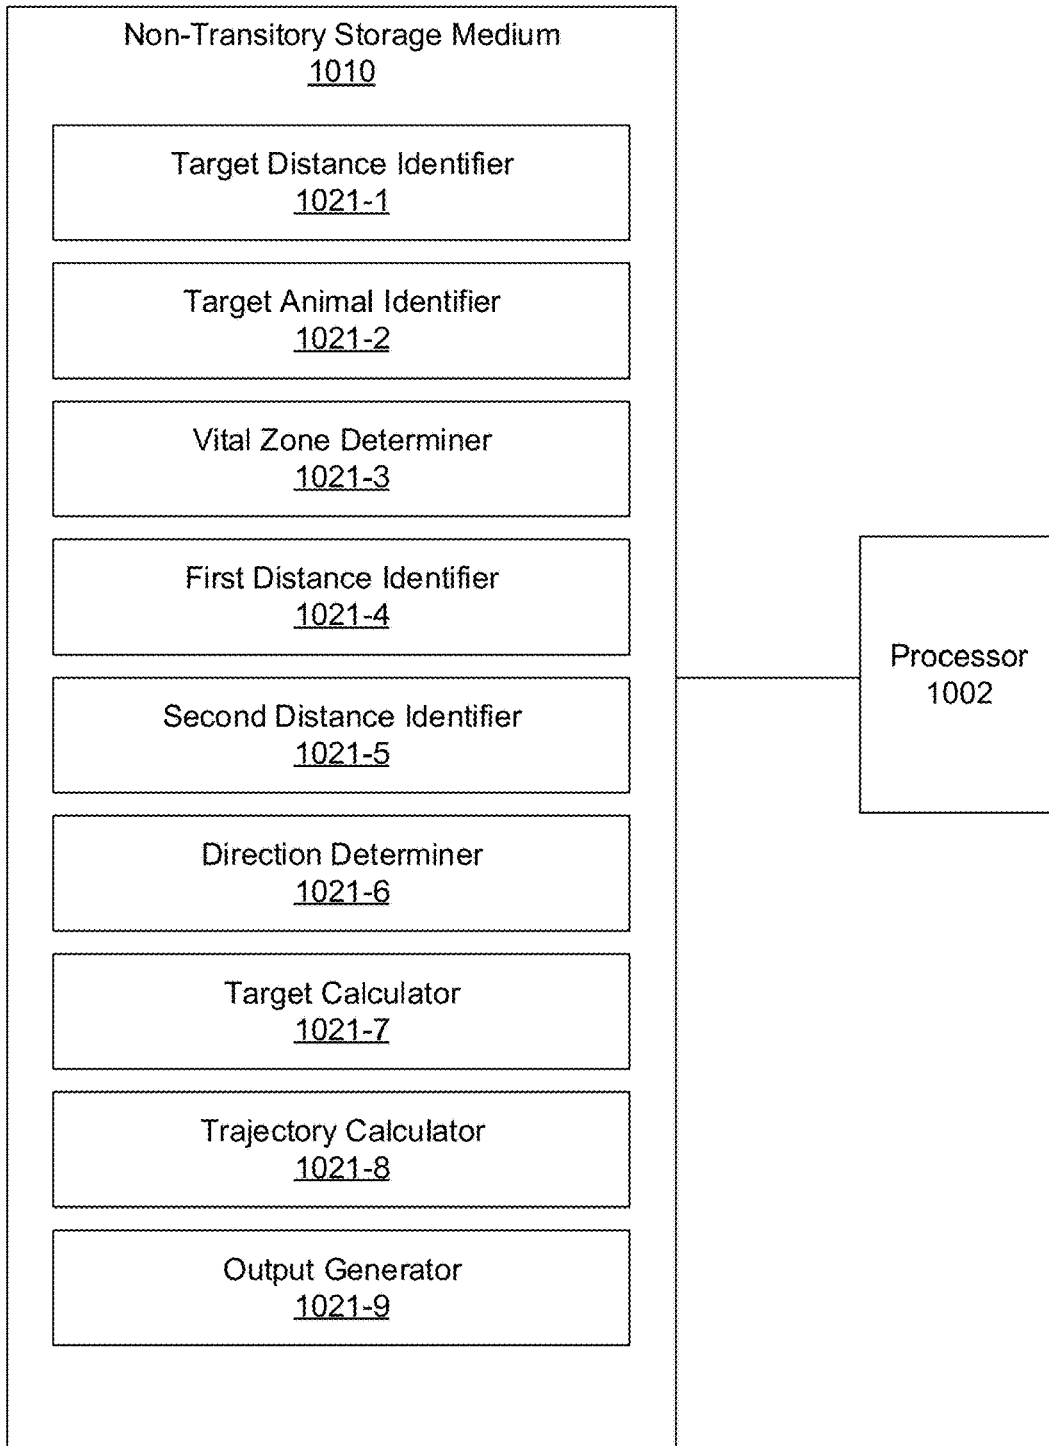 Non-Transitory Storage Medium
1010
Target Distance Identifier
1021-1
Target Animal Identifier
1021-2
Vital Zone Determiner
1021-3
First Distance Identifier
1021-4
Second Distance Identifier
1021-5
Direction Determiner
1021-6
Target Calculator
1021-7
Trajectory Calculator
1021-8
Output Generator
1021-9
Processor
1002